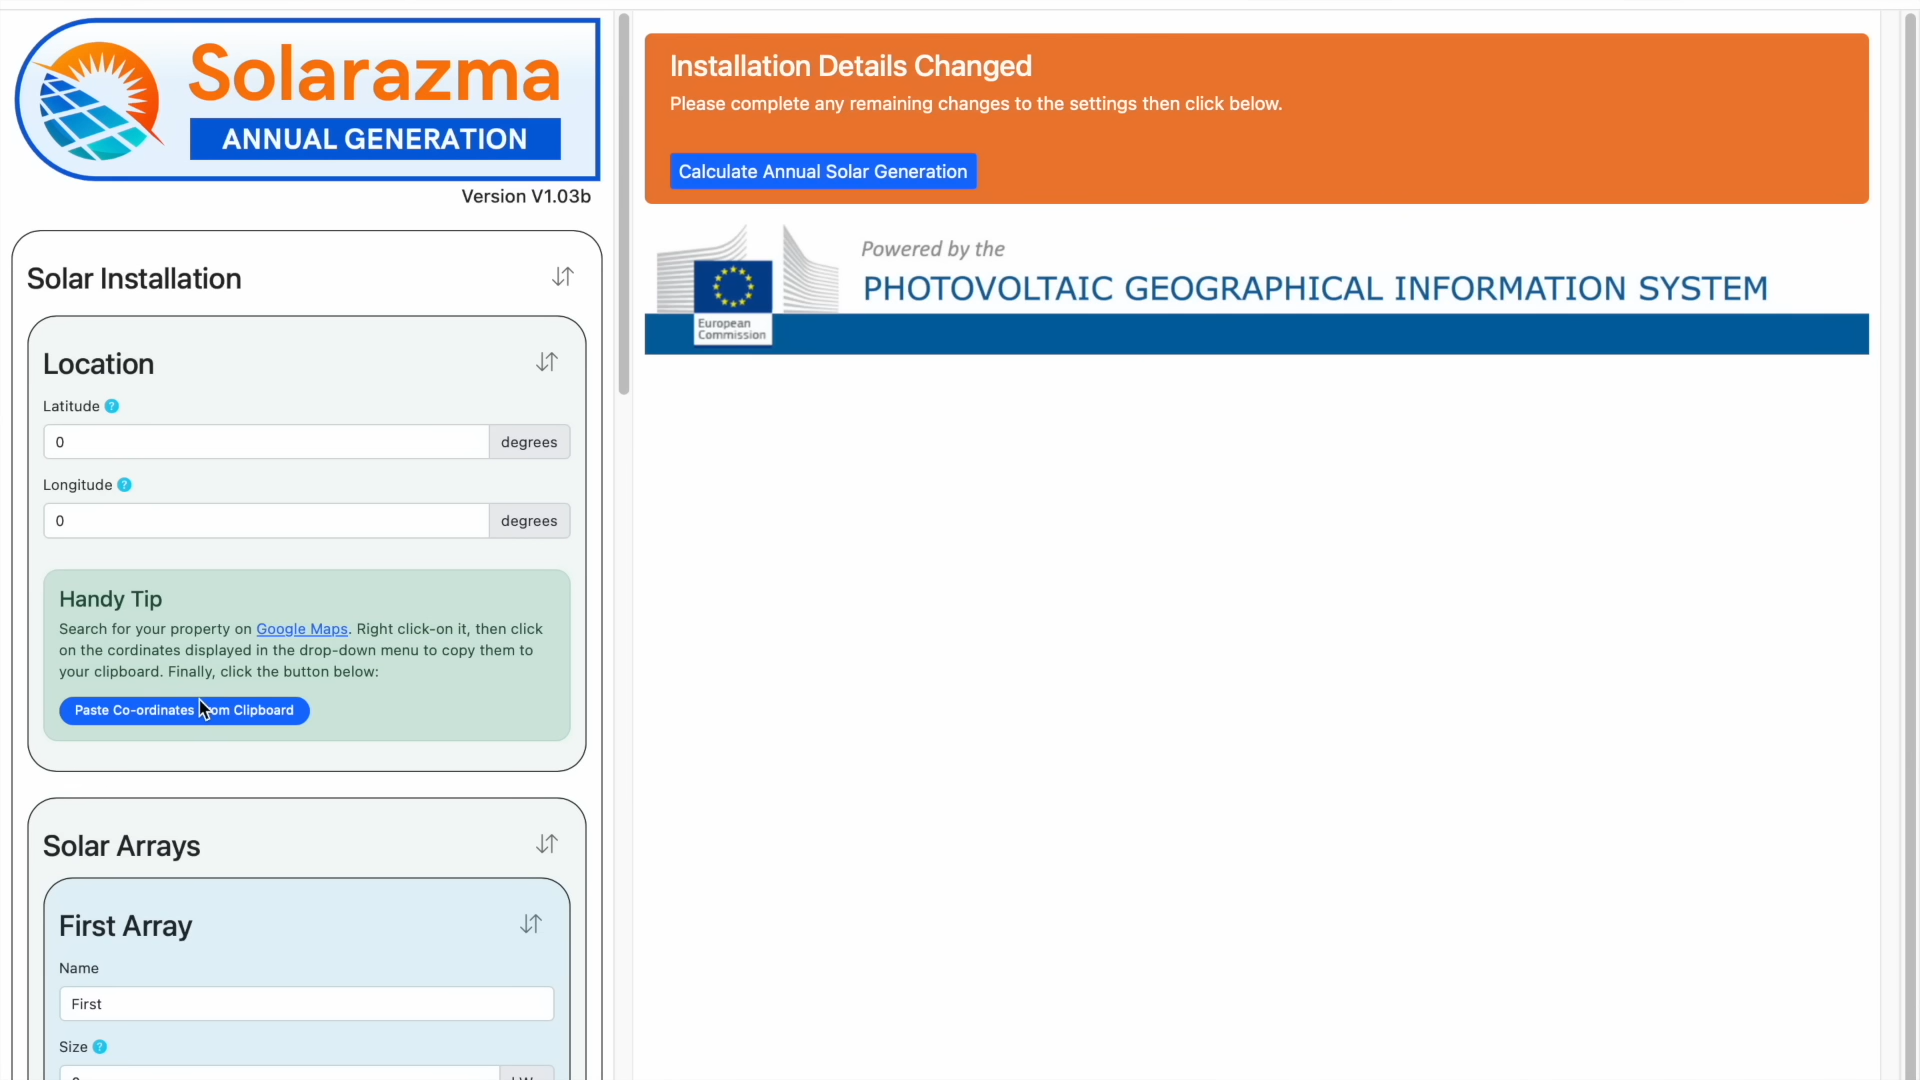 Solarazma
ANNUAL GENERATION
Version V1.03b
Solar Installation
Location
Latitude ?
0 degrees
Longitude ?
0 degrees
Handy Tip
Search for your property on Google Maps. Right click-on it, then click
on the cordinates displayed in the drop-down menu to copy them to
your clipboard. Finally, click the button below:
Paste Co-ordinates from Clipboard
Solar Arrays
First Array
Name
First
Size ?
Installation Details Changed
Please complete any remaining changes to the settings then click below.
Calculate Annual Solar Generation
Powered by the
PHOTOVOLTAIC GEOGRAPHICAL INFORMATION SYSTEM
European
Commission